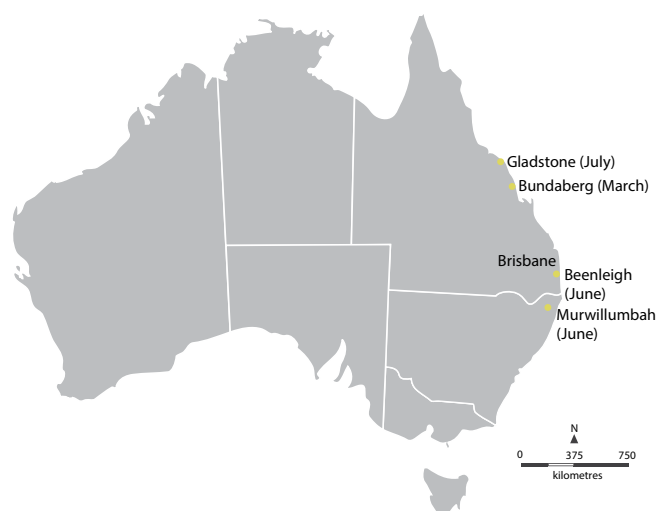 Gladstone (July)
Bundaberg (March)
Brisbane
Beenleigh
(June)
Murwillumbah
(June)
N
0 375 750
kilometres